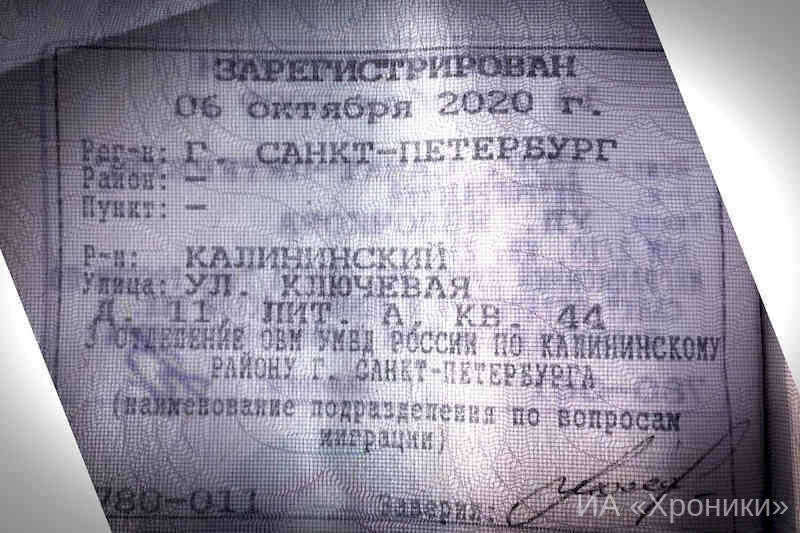 ЗАРЕГИСТРИРОВАН
06 октября 2020 г.
Рег-н: Г. САНКТ-ПЕТЕРБУРГ
Район: –
Пункт: –
Р-н: КАЛИНИНСКИЙ
Улица: УЛ. КЛЮЧЕВАЯ
Д. 11, ЛИТ. А, КВ. 44
ОТДЕЛЕНИЕ ОВМ УМВД РОССИИ ПО КАЛИНИНСКОМУ
РАЙОНУ Г. САНКТ-ПЕТЕРБУРГА
(наименование подразделения по вопросам
миграции)
780-011 Заверил:
ИА «Хроники»